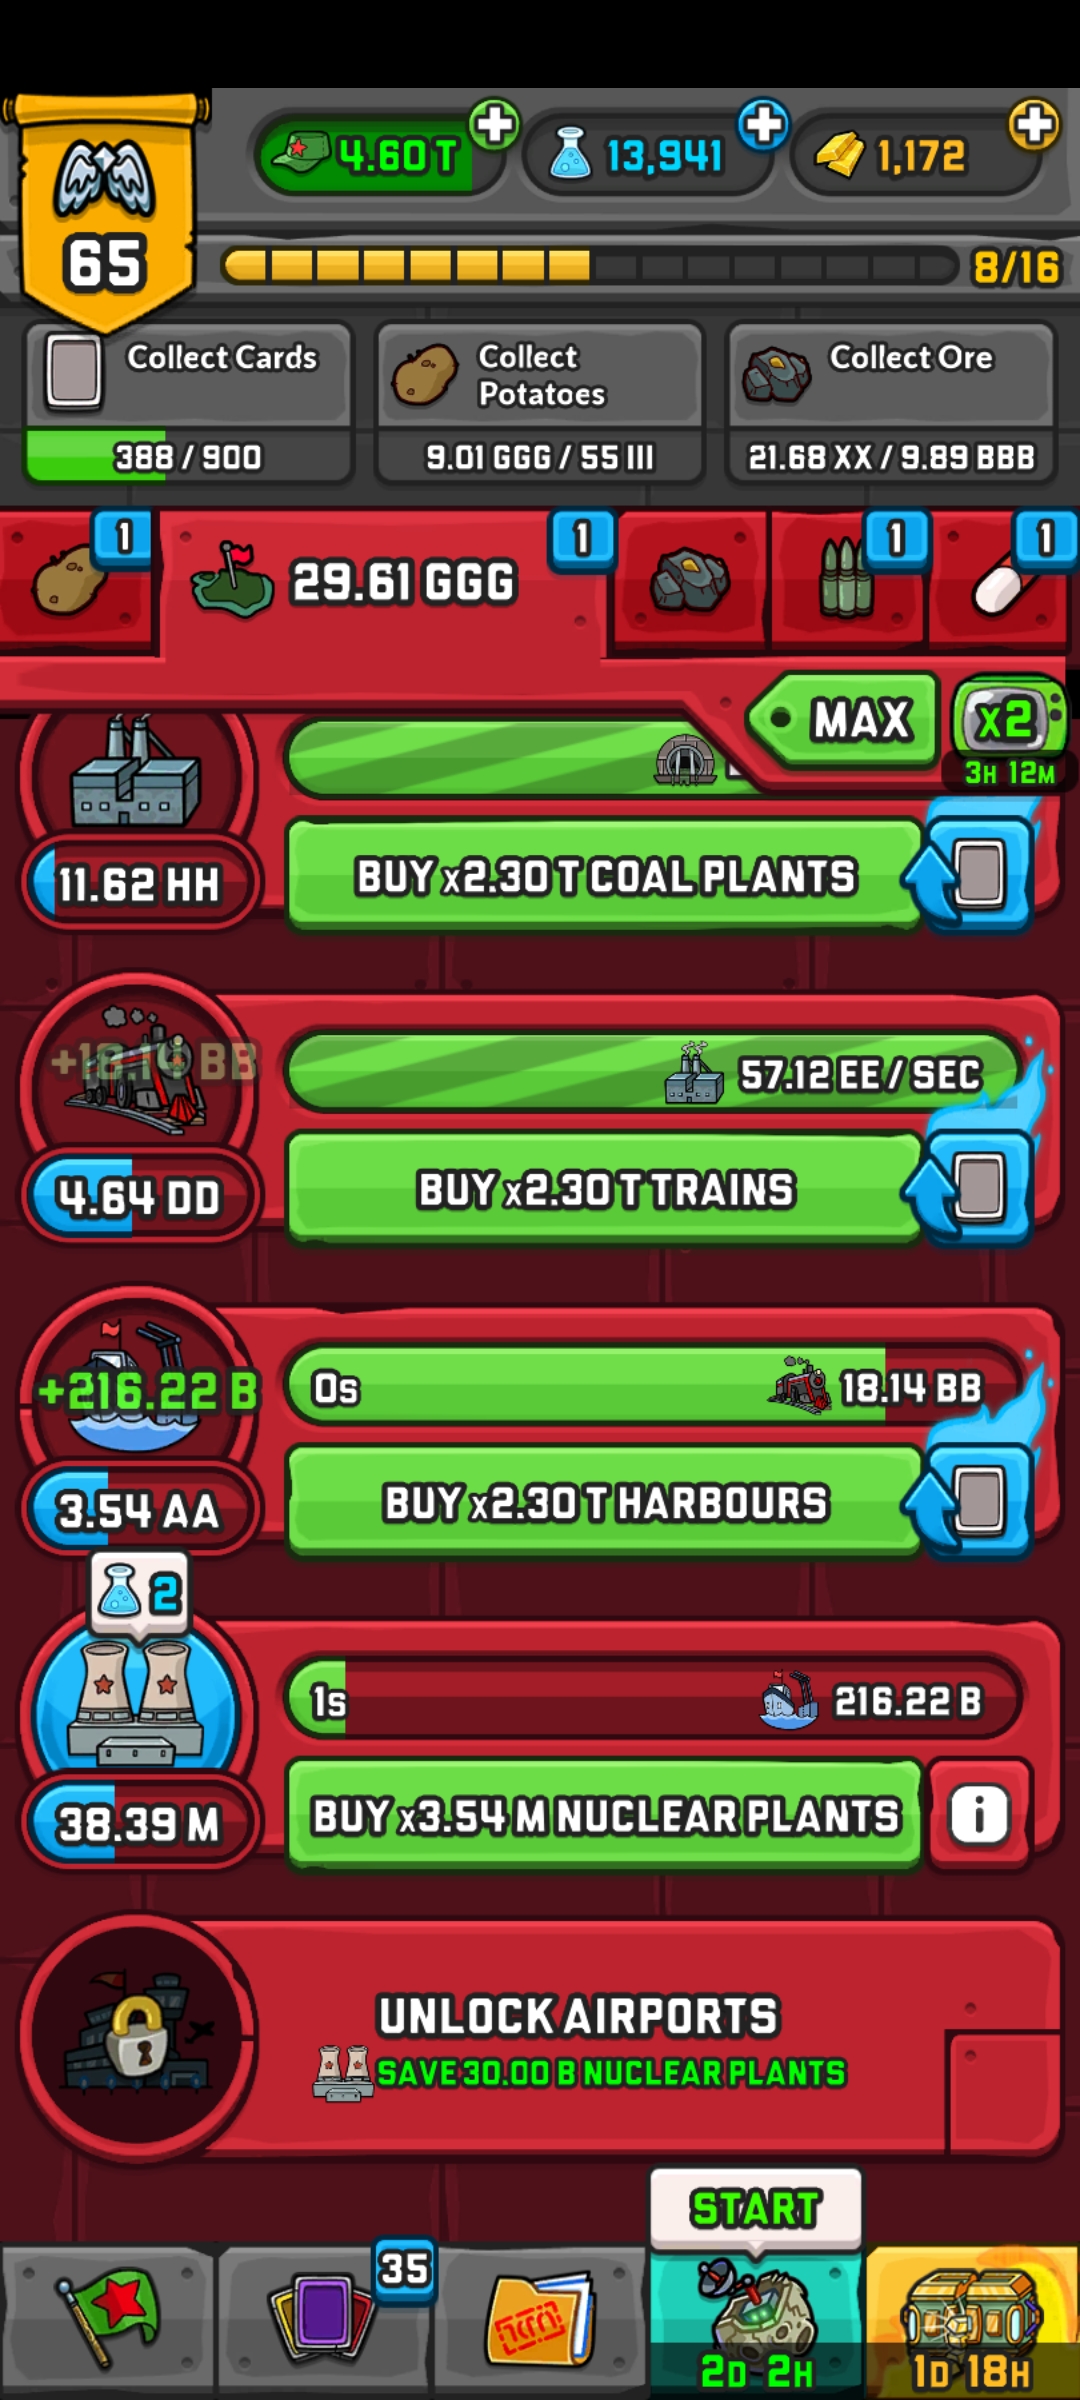 4.60 T
13,941
1,172
65
8/16
Collect Cards
388 / 900
Collect
Potatoes
9.01 GGG / 55 III
Collect Ore
21.68 XX / 9.89 BBB
1
29.61 GGG
1
1
1
MAX
x2
3H 12M
11.62 HH
BUY x2.30 T COAL PLANTS
+18.14 BB
57.12 EE / SEC
4.64 DD
BUY x2.30 T TRAINS
+216.22 B
0s
18.14 BB
3.54 AA
BUY x2.30 T HARBOURS
2
1s
216.22 B
38.39 M
BUY x3.54 M NUCLEAR PLANTS
i
UNLOCK AIRPORTS
SAVE 30.00 B NUCLEAR PLANTS
START
35
2D 2H
1D 18H